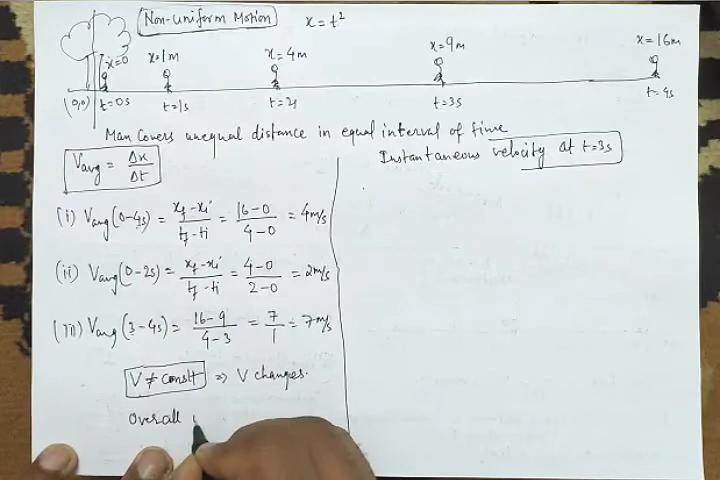 Non-Uniform Motion x = t²
x=0 x=1m x=4m x=9m x=16m
(0,0) t=0s t=1s t=2s t=3s t=4s
Man Covers unequal distance in equal interval of time
Vavg = Δx/Δt
(i) Vavg(0-4s) = xf-xi/tf-ti = 16-0/4-0 = 4m/s
(ii) Vavg(0-2s) = xf-xi/tf-ti = 4-0/2-0 = 2m/s
(III) Vavg(3-4s) = 16-9/4-3 = 7/1 = 7m/s
V ≠ constt ⇒ V changes.
Overall
Instantaneous velocity at t=3s